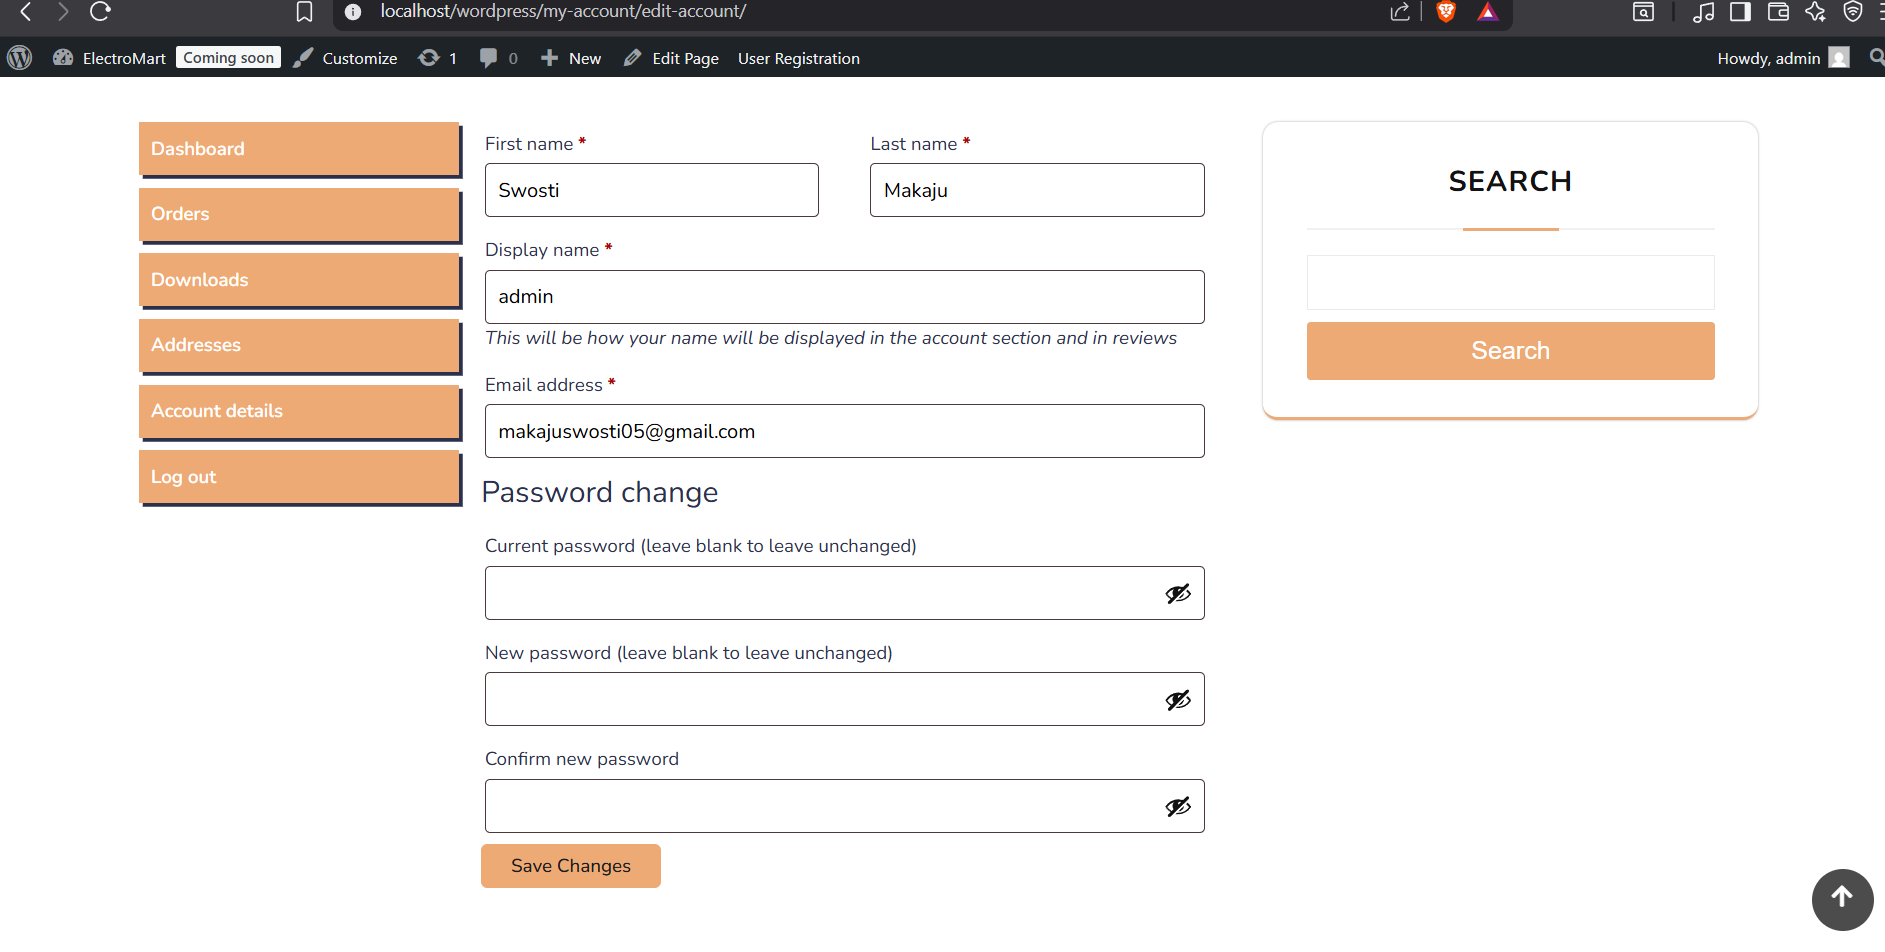 localhost/wordpress/my-account/edit-account/
ElectroMart Coming soon Customize 1 0 New Edit Page User Registration Howdy, admin
Dashboard
Orders
Downloads
Addresses
Account details
Log out
First name *
Swosti
Last name *
Makaju
Display name *
admin
This will be how your name will be displayed in the account section and in reviews
Email address *
makajuswosti05@gmail.com
Password change
Current password (leave blank to leave unchanged)
New password (leave blank to leave unchanged)
Confirm new password
Save Changes
SEARCH
Search